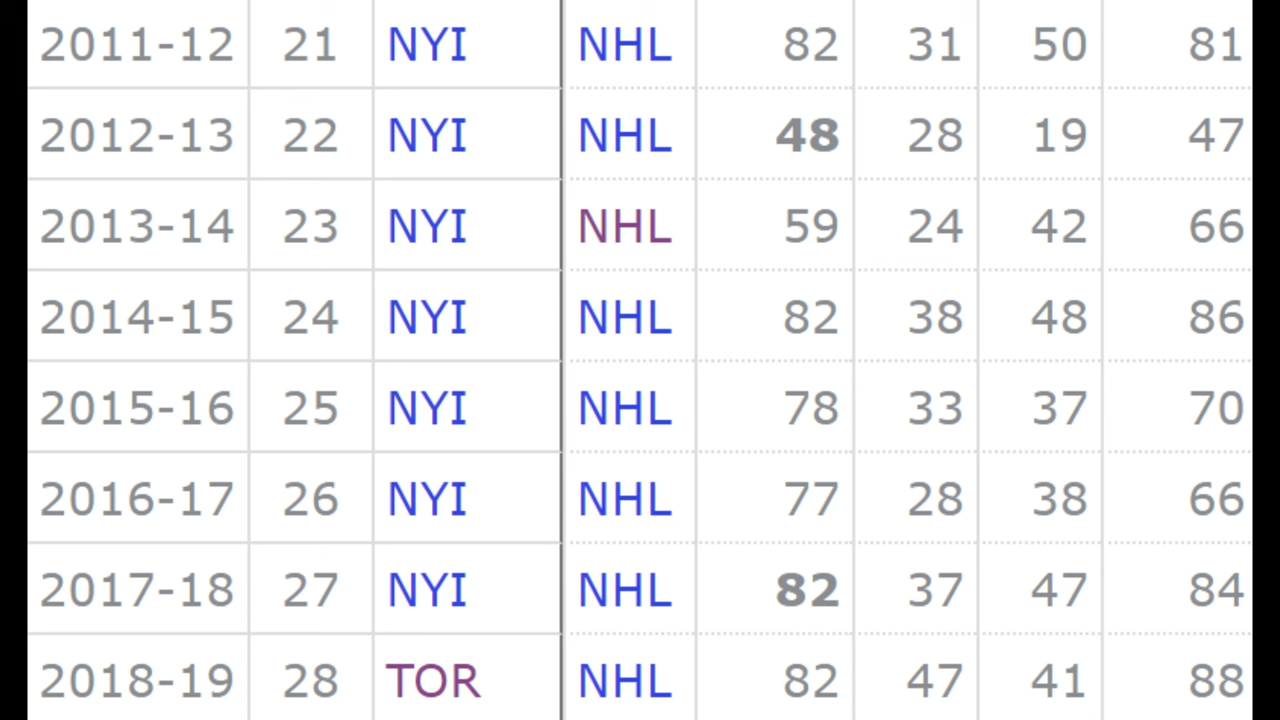 2011-12 21 NYI NHL 82 31 50 81
2012-13 22 NYI NHL 48 28 19 47
2013-14 23 NYI NHL 59 24 42 66
2014-15 24 NYI NHL 82 38 48 86
2015-16 25 NYI NHL 78 33 37 70
2016-17 26 NYI NHL 77 28 38 66
2017-18 27 NYI NHL 82 37 47 84
2018-19 28 TOR NHL 82 47 41 88